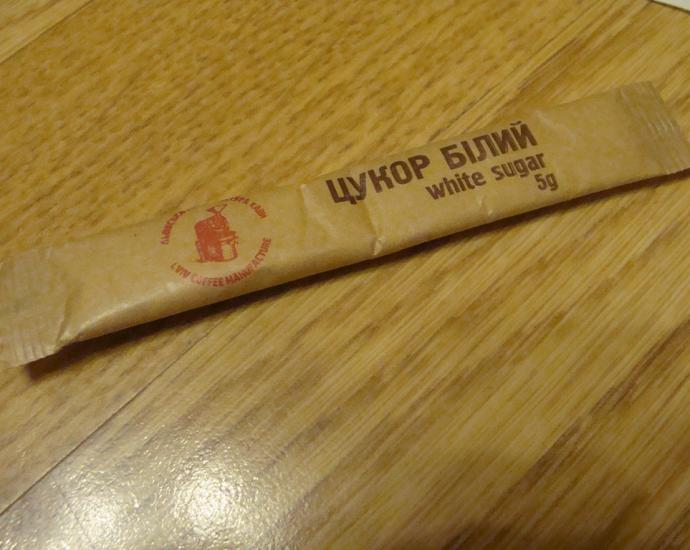 ЦУКОР БІЛИЙ
white sugar
5g
LVIV COFFEE MANUFACTURE